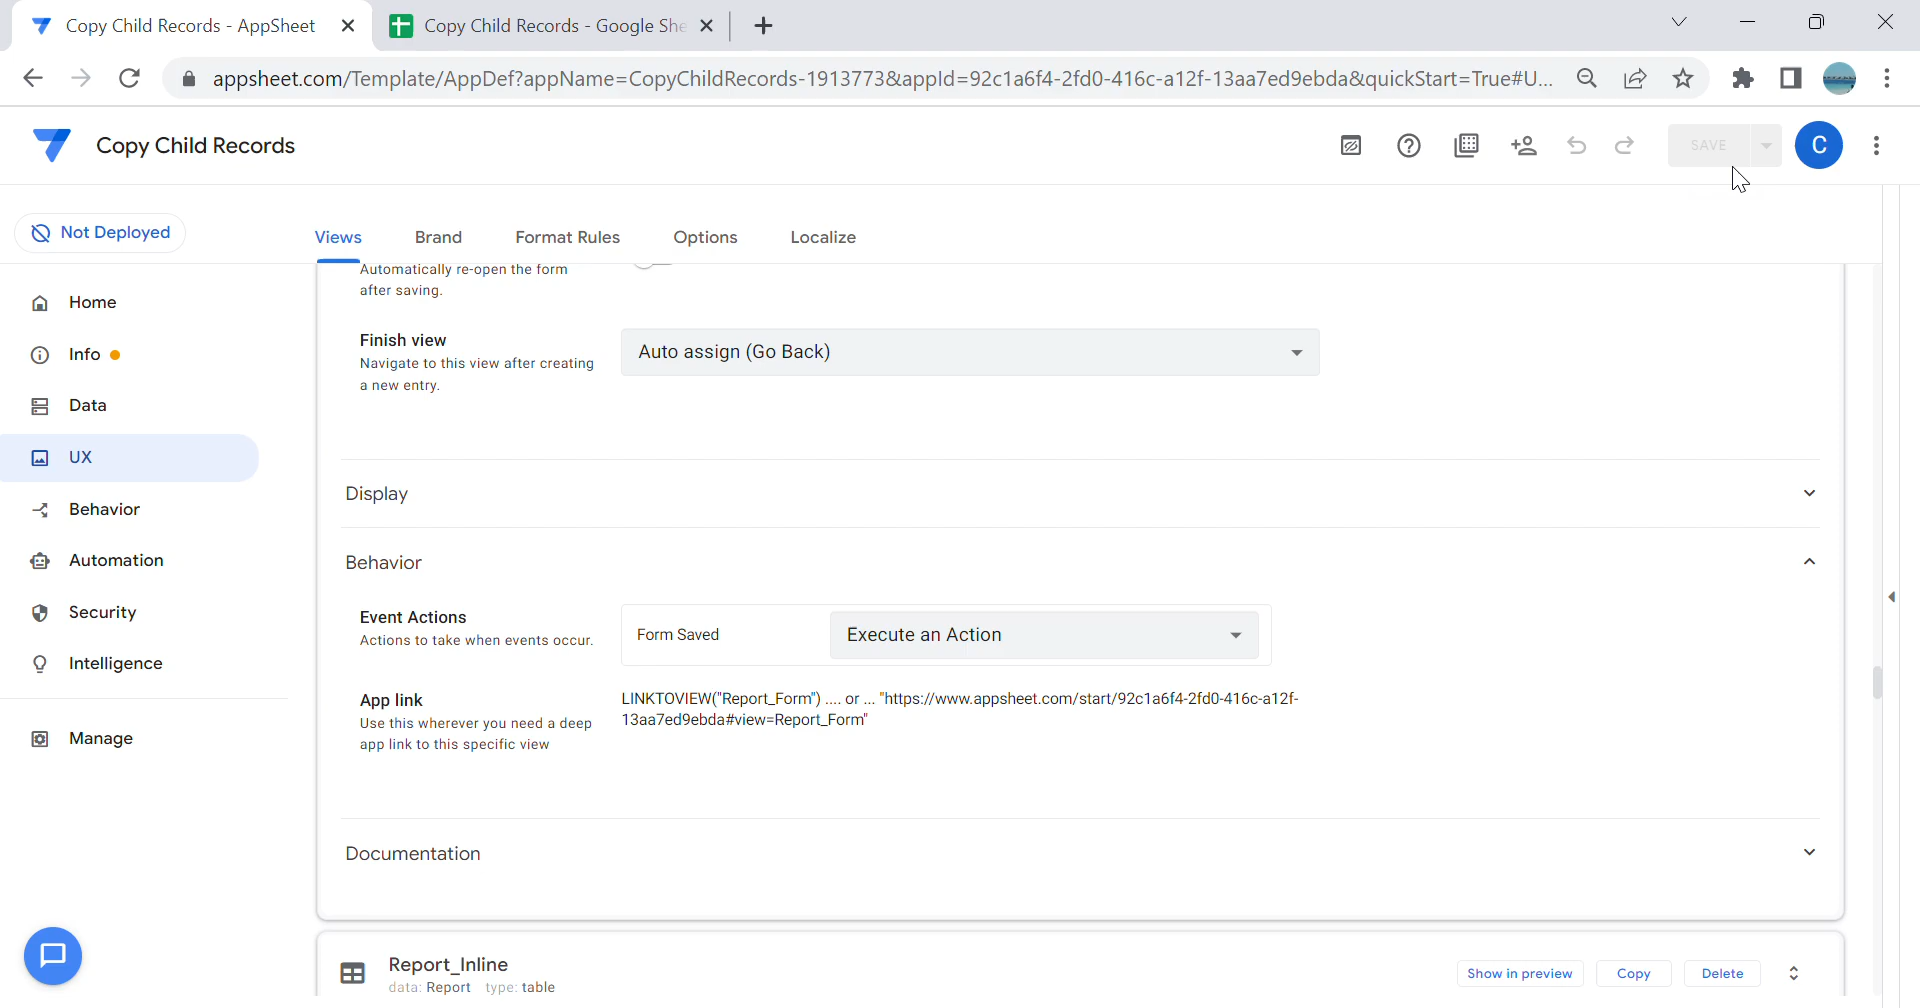 Copy Child Records - AppSheet
Copy Child Records - Google She
appsheet.com/Template/AppDef?appName=CopyChildRecords-1913773&appId=92c1a6f4-2fd0-416c-a12f-13aa7ed9ebda&quickStart=True#U...
Copy Child Records
SAVE
C
Not Deployed
Views
Brand
Format Rules
Options
Localize
Home
Info
Data
UX
Behavior
Automation
Security
Intelligence
Manage
Automatically re-open the form
after saving.
Finish view
Navigate to this view after creating
a new entry.
Auto assign (Go Back)
Display
Behavior
Event Actions
Actions to take when events occur.
Form Saved
Execute an Action
App link
Use this wherever you need a deep
app link to this specific view
LINKTOVIEW("Report_Form") .... or ... "https://www.appsheet.com/start/92c1a6f4-2fd0-416c-a12f-
13aa7ed9ebda#view=Report_Form"
Documentation
Report_Inline
data: Report type: table
Show in preview
Copy
Delete